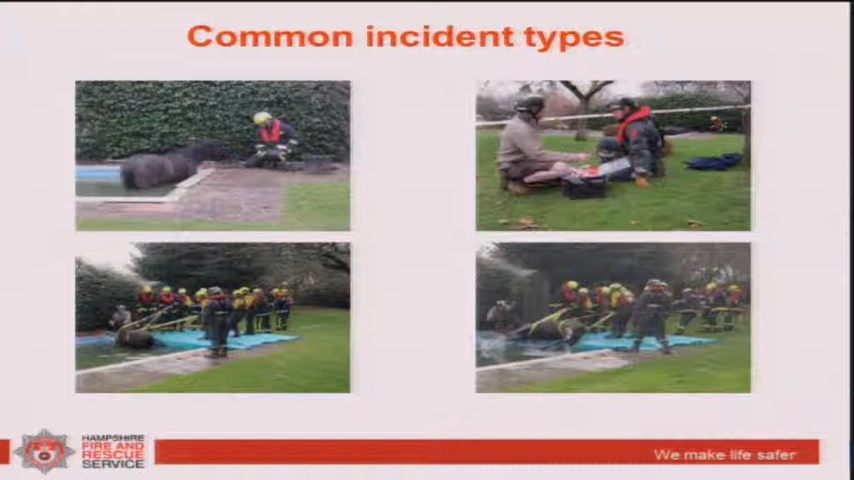 Common incident types
HAMPSHIRE
FIRE AND
RESCUE
SERVICE
We make life safer